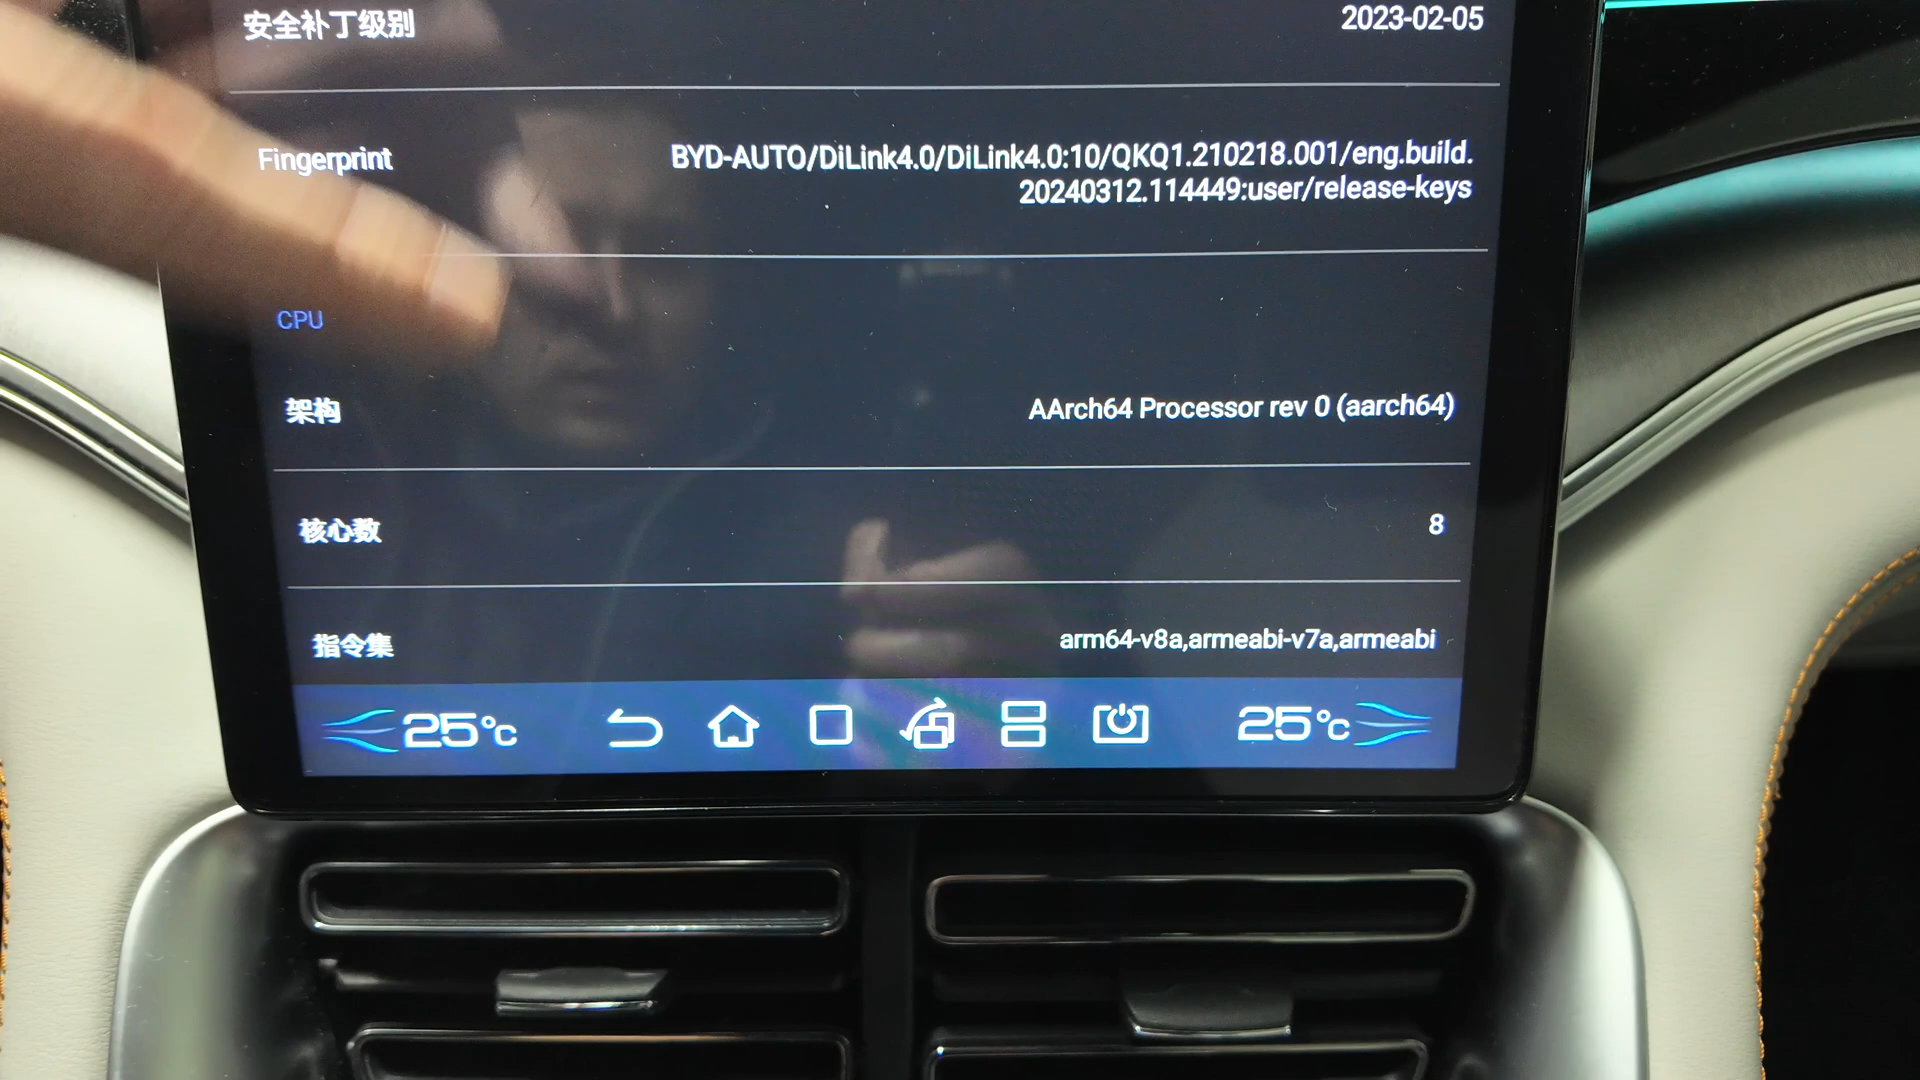 安全补丁级别 2023-02-05
Fingerprint BYD-AUTO/DiLink4.0/DiLink4.0:10/QKQ1.210218.001/eng.build.
20240312.114449:user/release-keys
CPU
架构 AArch64 Processor rev 0 (aarch64)
核心数 8
指令集 arm64-v8a,armeabi-v7a,armeabi
25°c 25°c